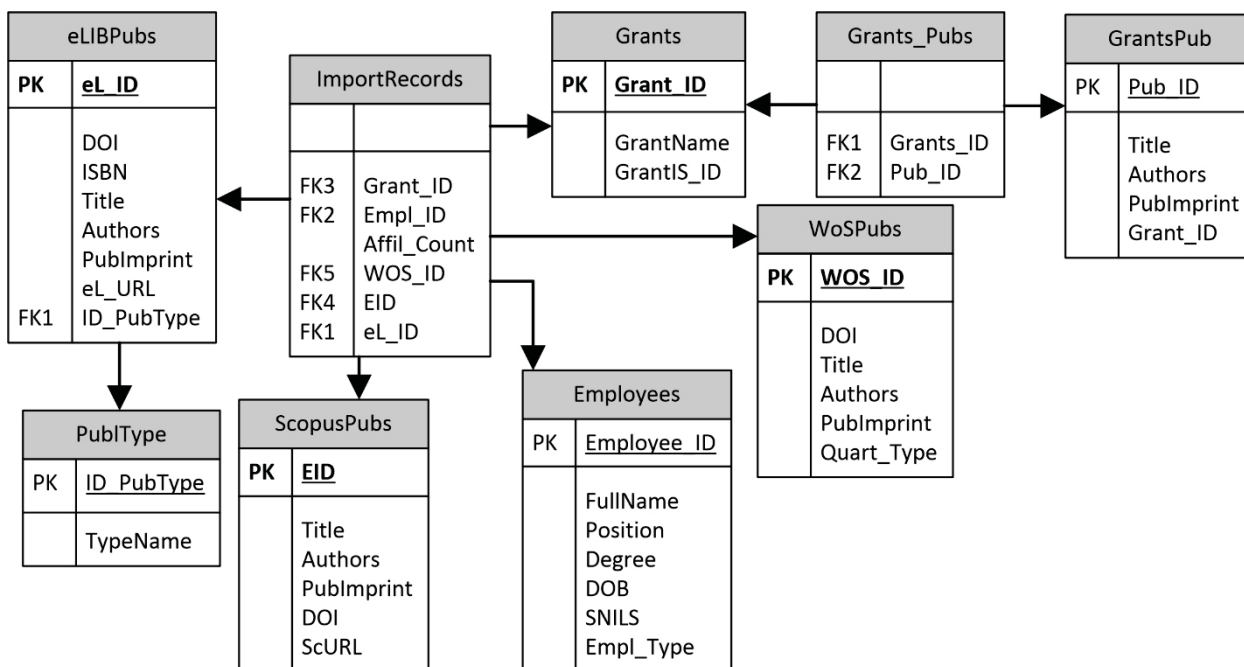 eLIBPubs
PK eL_ID
DOI
ISBN
Title
Authors
PubImprint
eL_URL
FK1 ID_PubType
ImportRecords
FK3 Grant_ID
FK2 Empl_ID
Affil_Count
FK5 WOS_ID
FK4 EID
FK1 eL_ID
Grants
PK Grant_ID
GrantName
GrantIS_ID
Grants_Pubs
FK1 Grants_ID
FK2 Pub_ID
GrantsPub
PK Pub_ID
Title
Authors
PubImprint
Grant_ID
WoSPubs
PK WOS_ID
DOI
Title
Authors
PubImprint
Quart_Type
PublType
PK ID_PubType
TypeName
ScopusPubs
PK EID
Title
Authors
PubImprint
DOI
ScURL
Employees
PK Employee_ID
FullName
Position
Degree
DOB
SNILS
Empl_Type